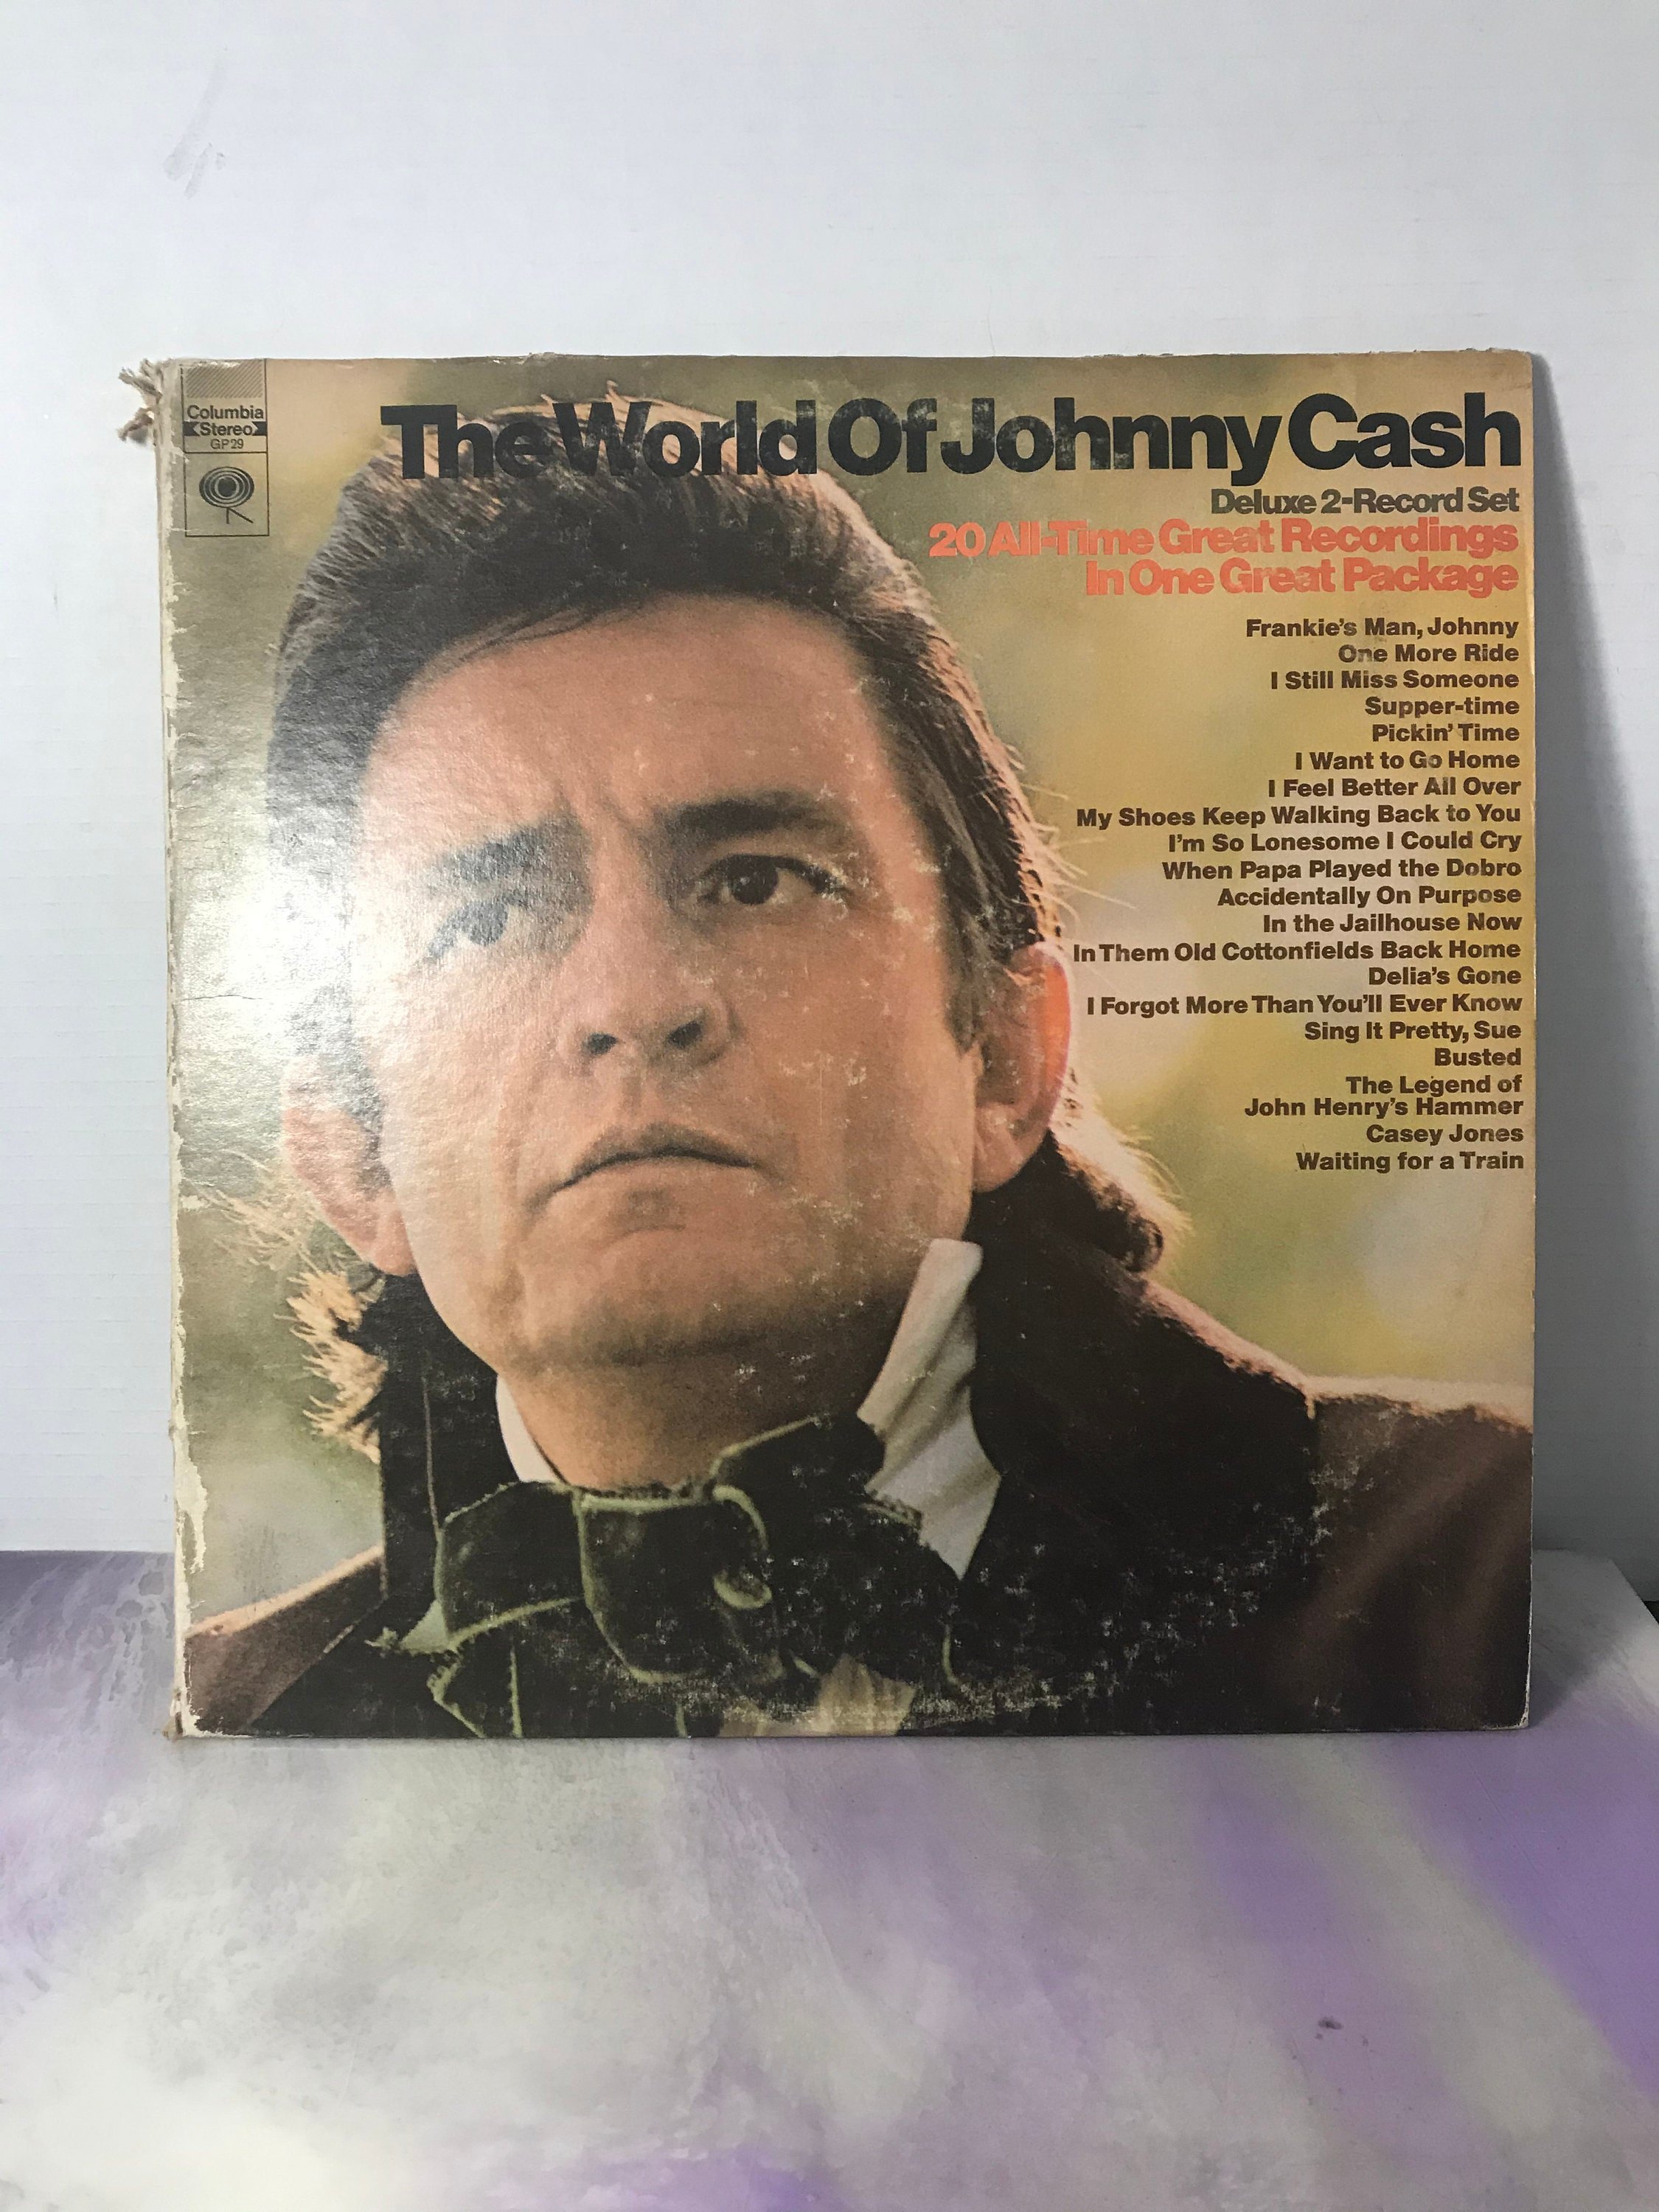 Columbia
Stereo
GP 29
The World Of Johnny Cash
Deluxe 2-Record Set
20 All-Time Great Recordings
In One Great Package
Frankie's Man, Johnny
One More Ride
I Still Miss Someone
Supper-time
Pickin' Time
I Want to Go Home
I Feel Better All Over
My Shoes Keep Walking Back to You
I'm So Lonesome I Could Cry
When Papa Played the Dobro
Accidentally On Purpose
In the Jailhouse Now
In Them Old Cottonfields Back Home
Delia's Gone
I Forgot More Than You'll Ever Know
Sing It Pretty, Sue
Busted
The Legend of
John Henry's Hammer
Casey Jones
Waiting for a Train